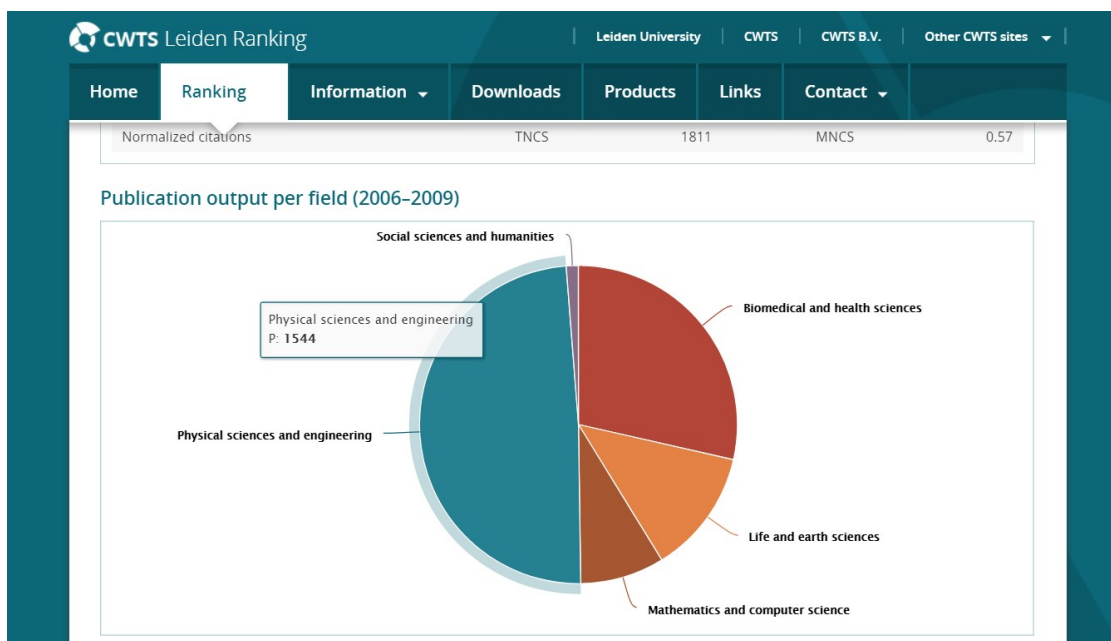 CWTS Leiden Ranking
Leiden University | CWTS | CWTS B.V. | Other CWTS sites
Home Ranking Information Downloads Products Links Contact
Normalized citations TNCS 1811 MNCS 0.57
Publication output per field (2006–2009)
Social sciences and humanities
Biomedical and health sciences
Physical sciences and engineering
P: 1544
Physical sciences and engineering
Life and earth sciences
Mathematics and computer science